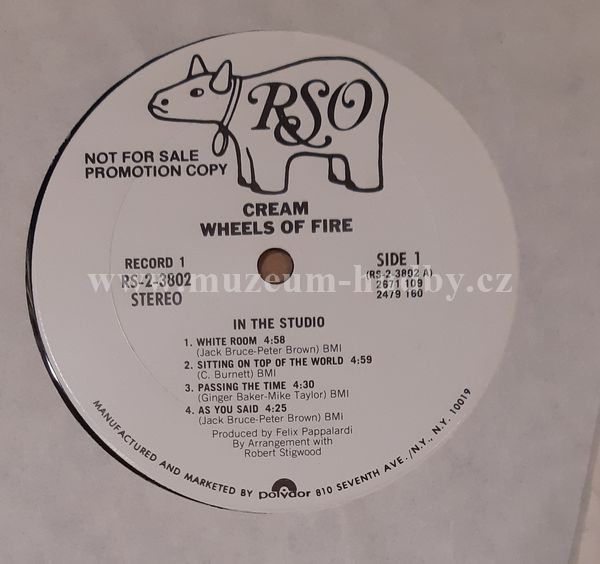 RSO
NOT FOR SALE
PROMOTION COPY
CREAM
WHEELS OF FIRE
RECORD 1
RS-2-3802
STEREO
SIDE 1
(RS-2-3802 A)
2671 109
2479 160
www.muzeum-hudby.cz
IN THE STUDIO
1. WHITE ROOM 4:58
(Jack Bruce-Peter Brown) BMI
2. SITTING ON TOP OF THE WORLD 4:59
(C. Burnett) BMI
3. PASSING THE TIME 4:30
(Ginger Baker-Mike Taylor) BMI
4. AS YOU SAID 4:25
(Jack Bruce-Peter Brown) BMI
Produced by Felix Pappalardi
By Arrangement with
Robert Stigwood
MANUFACTURED AND MARKETED BY polydor 810 SEVENTH AVE./N.Y., N.Y. 10019